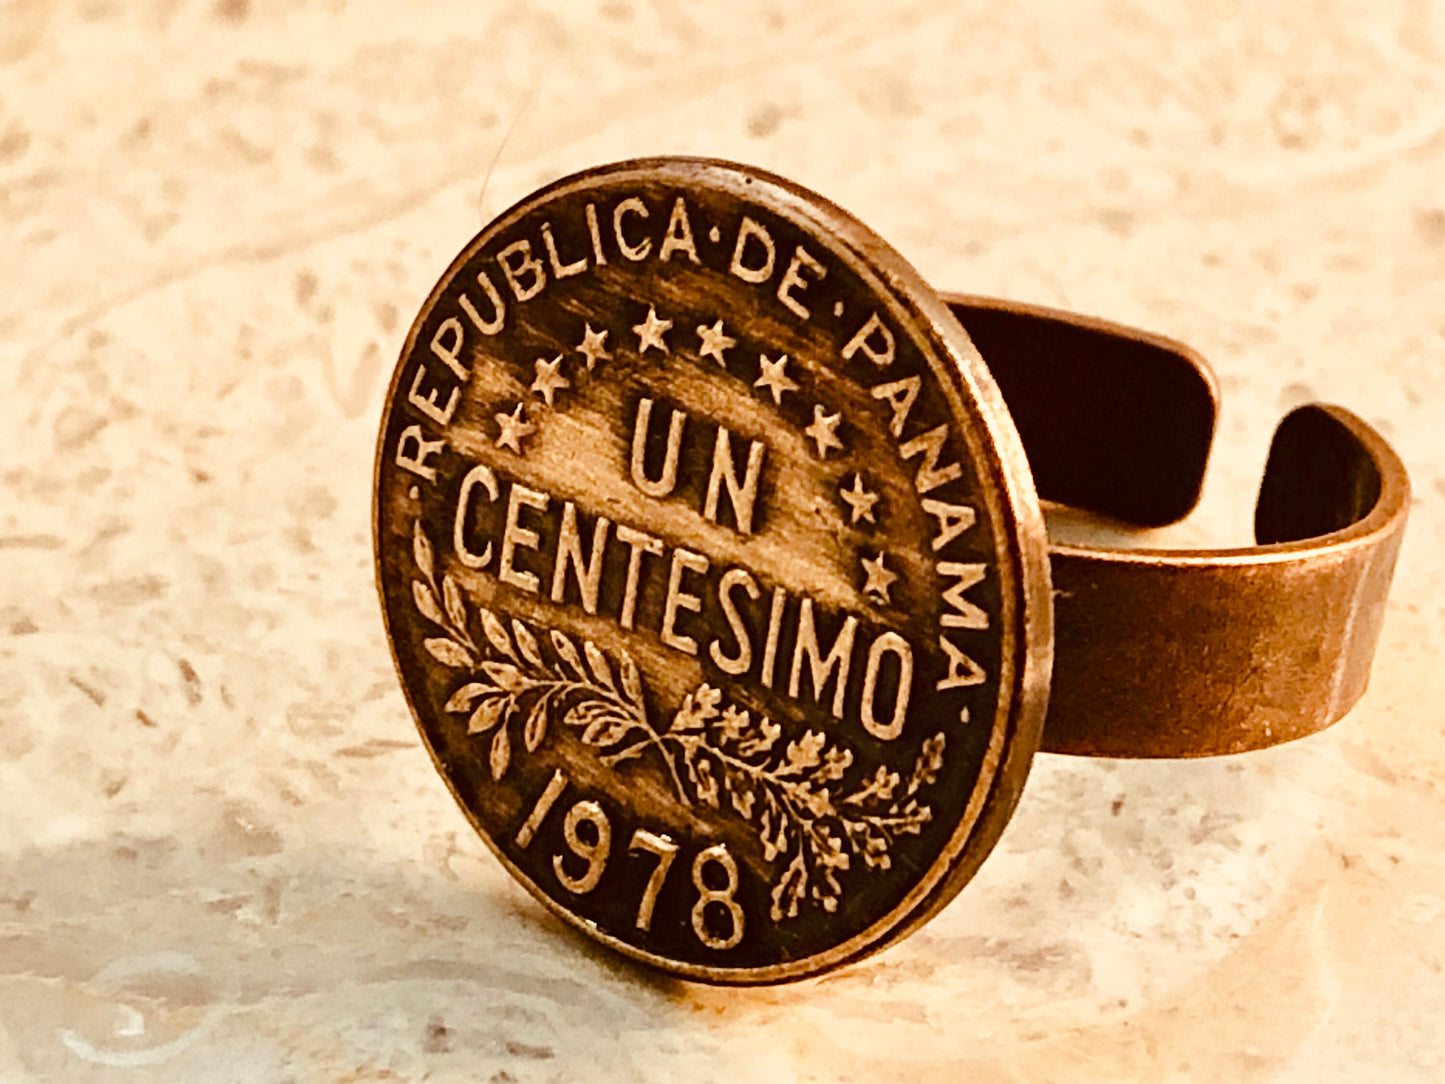 ·REPUBLICA·DE·PANAMA·
UN
CENTESIMO
1978